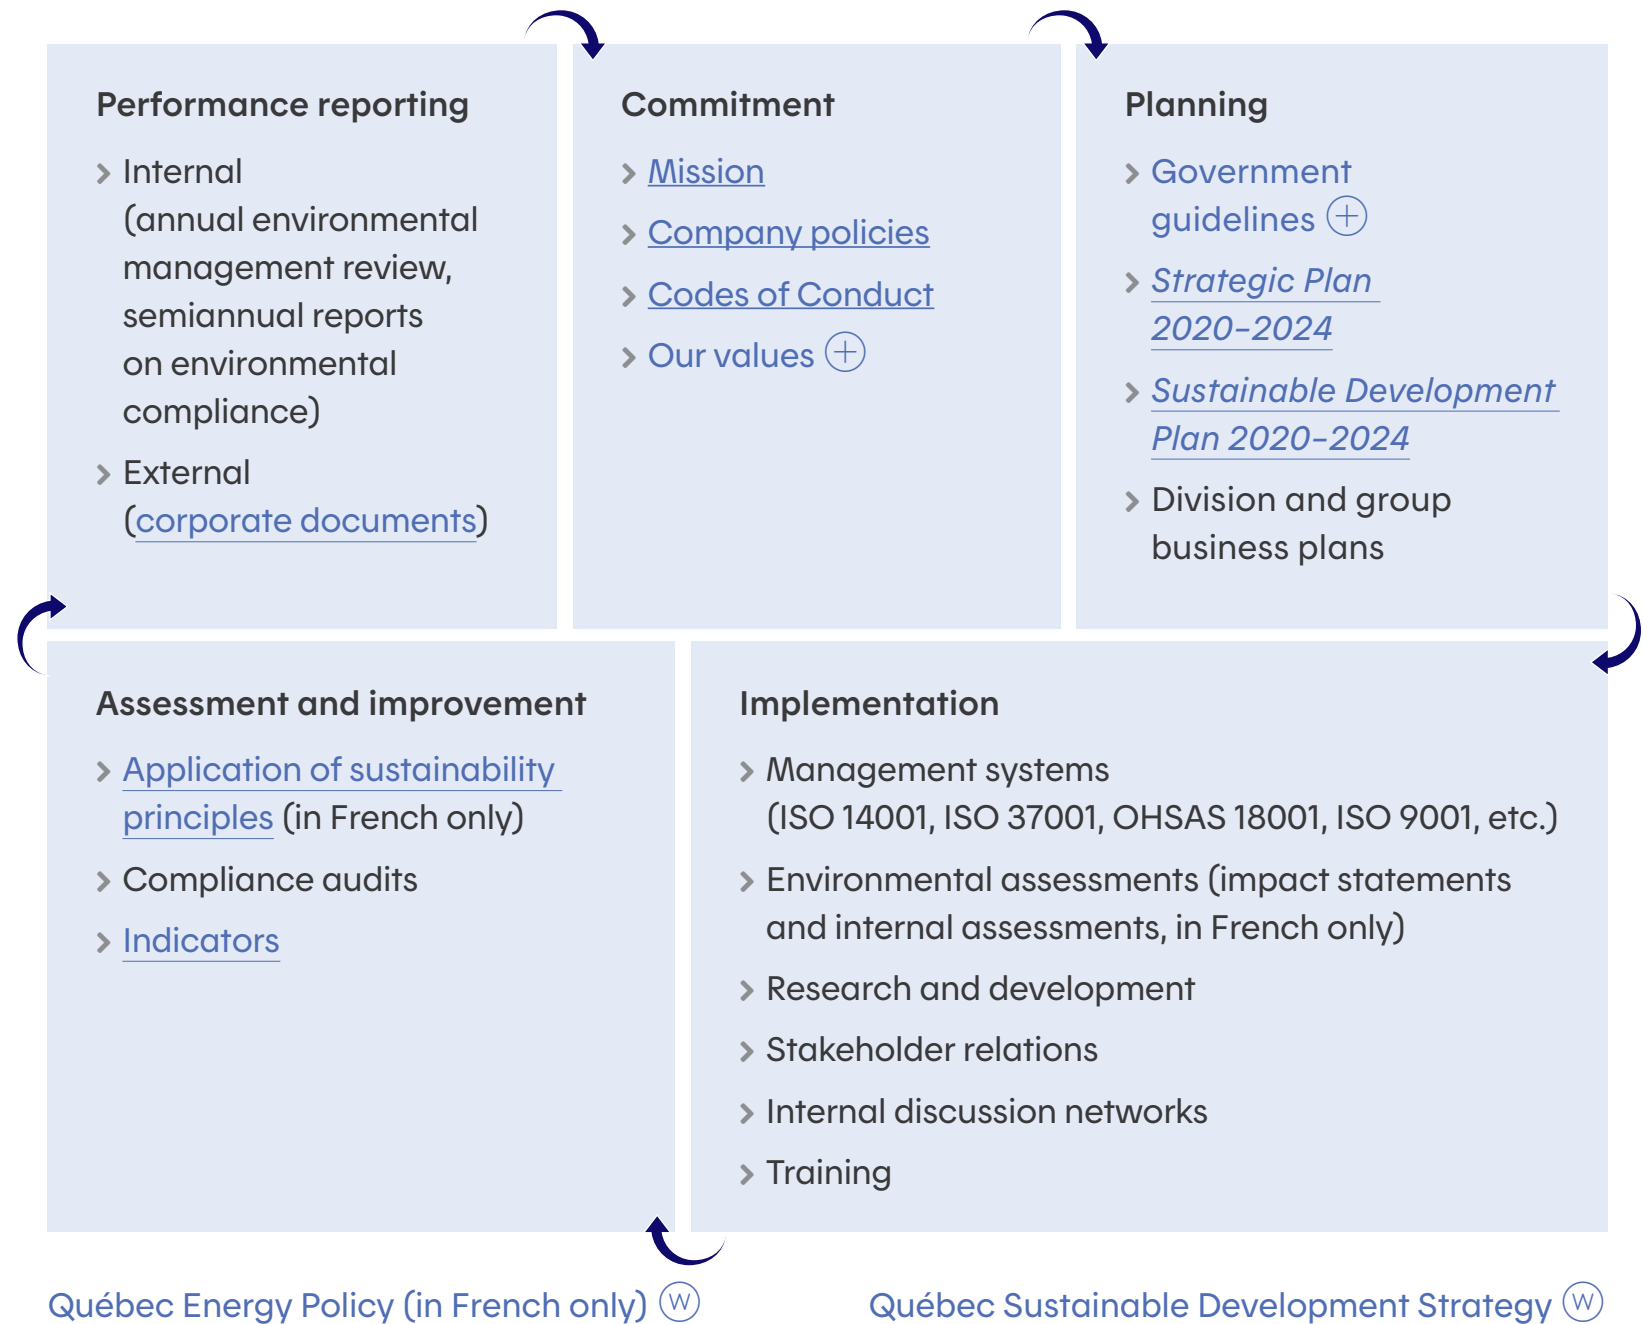 Performance reporting
Internal
(annual environmental
management review,
semiannual reports
on environmental
compliance)
External
(corporate documents)
Commitment
Mission
Company policies
Codes of Conduct
Our values
Planning
Government
guidelines
Strategic Plan
2020–2024
Sustainable Development
Plan 2020–2024
Division and group
business plans
Assessment and improvement
Application of sustainability
principles (in French only)
Compliance audits
Indicators
Implementation
Management systems
(ISO 14001, ISO 37001, OHSAS 18001, ISO 9001, etc.)
Environmental assessments (impact statements
and internal assessments, in French only)
Research and development
Stakeholder relations
Internal discussion networks
Training
Québec Energy Policy (in French only) W
Québec Sustainable Development Strategy W